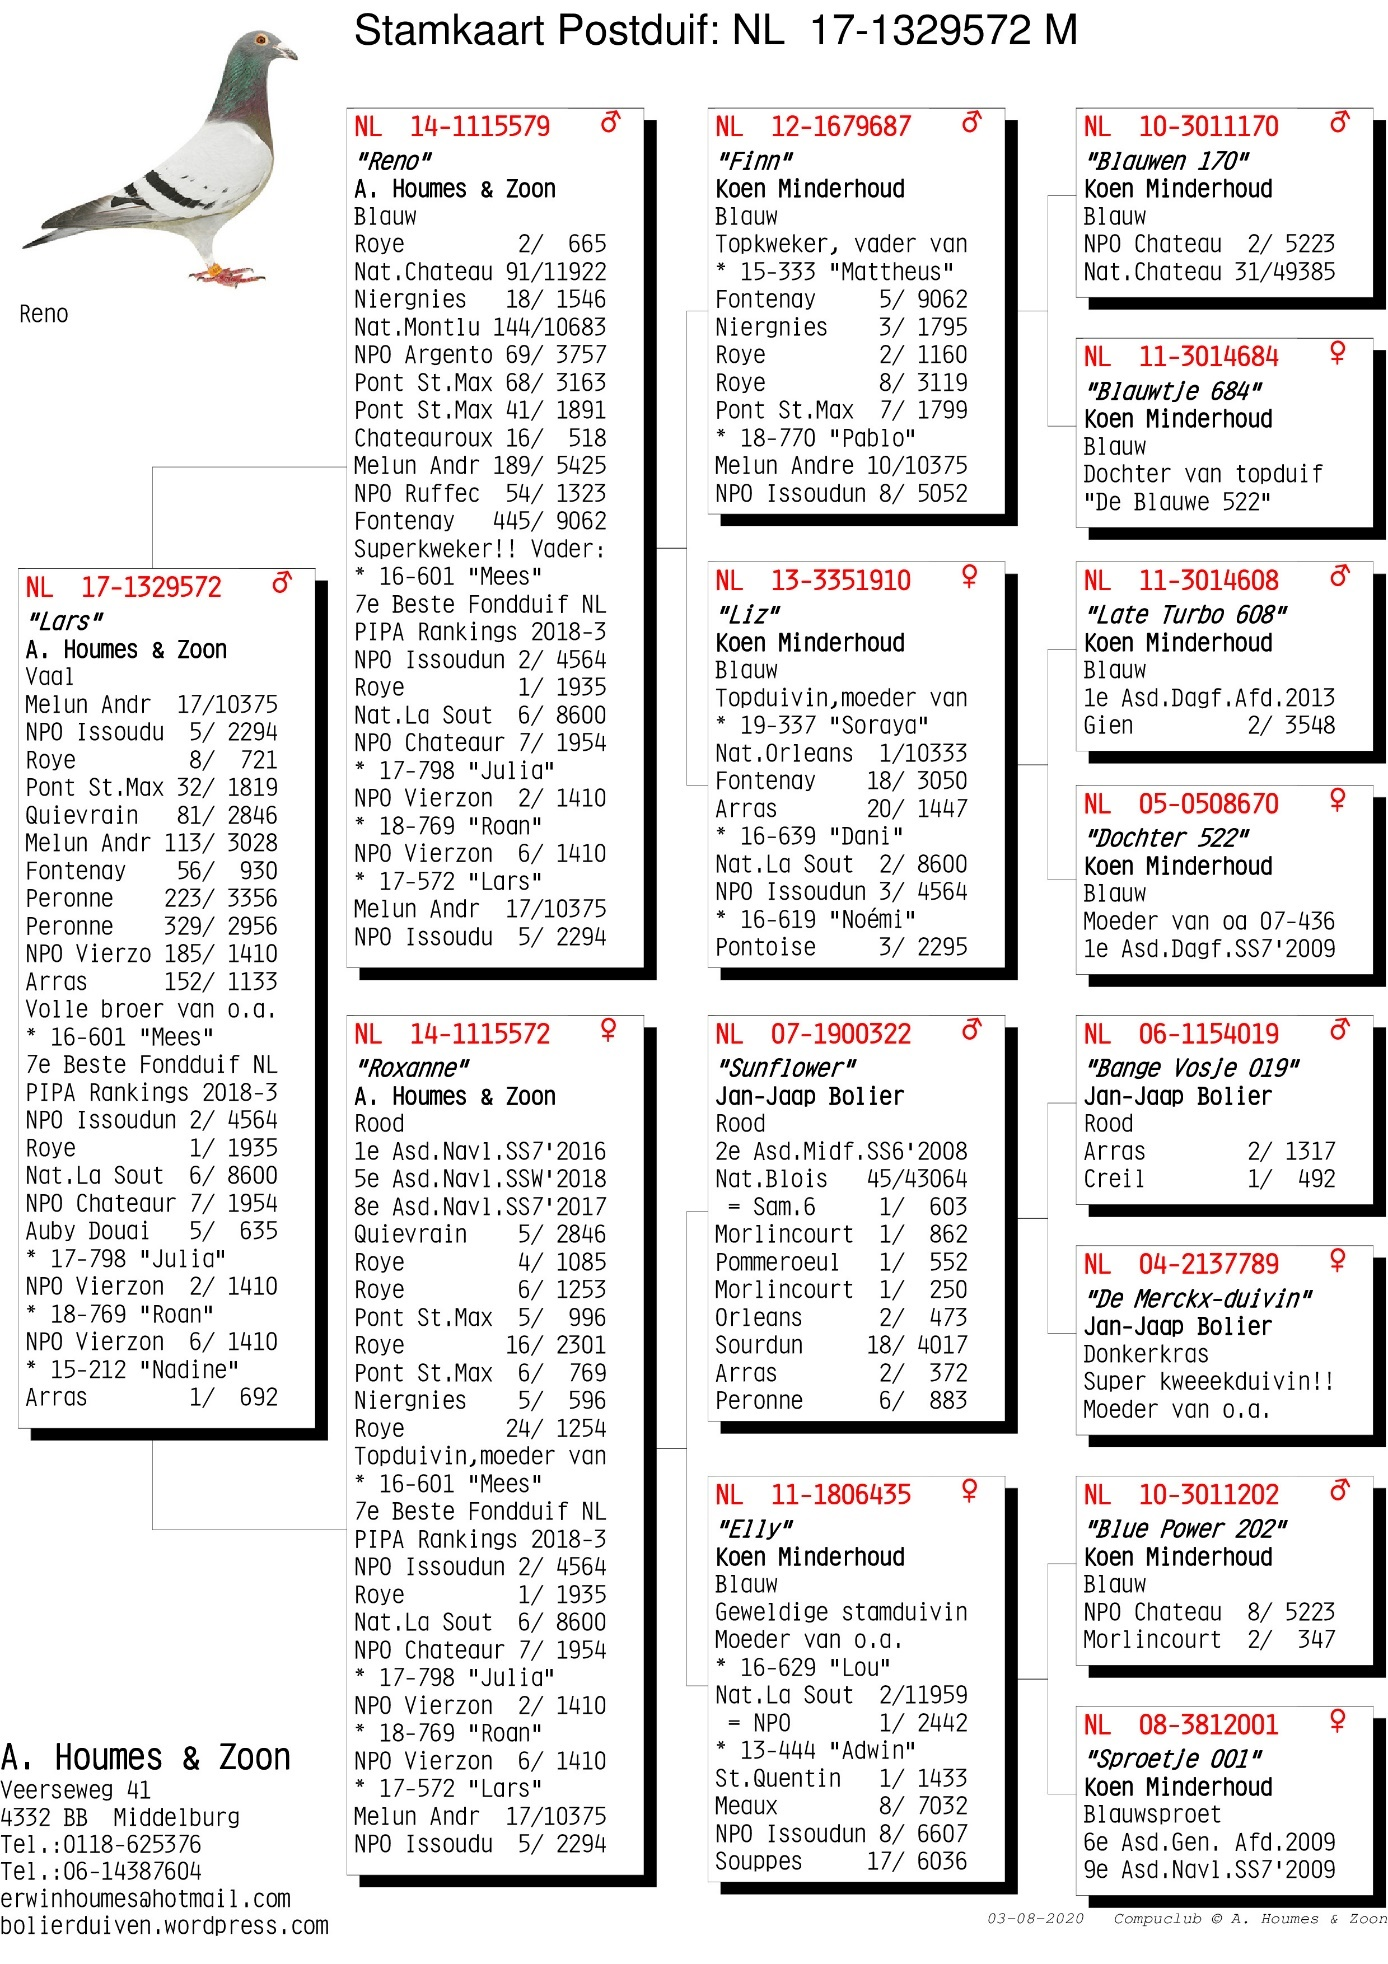 Stamkaart Postduif: NL 17-1329572 M
Reno
NL 17-1329572 ♂
"Lars"
A. Houmes & Zoon
Vaal
Melun Andr 17/10375
NPO Issoudu 5/ 2294
Roye 8/ 721
Pont St.Max 32/ 1819
Quievrain 81/ 2846
Melun Andr 113/ 3028
Fontenay 56/ 930
Peronne 223/ 3356
Peronne 329/ 2956
NPO Vierzo 185/ 1410
Arras 152/ 1133
Volle broer van o.a.
* 16-601 "Mees"
7e Beste Fondduif NL
PIPA Rankings 2018-3
NPO Issoudun 2/ 4564
Roye 1/ 1935
Nat.La Sout 6/ 8600
NPO Chateaur 7/ 1954
Auby Douai 5/ 635
* 17-798 "Julia"
NPO Vierzon 2/ 1410
* 18-769 "Roan"
NPO Vierzon 6/ 1410
* 15-212 "Nadine"
Arras 1/ 692
NL 14-1115579 ♂
"Reno"
A. Houmes & Zoon
Blauw
Roye 2/ 665
Nat.Chateau 91/11922
Niergnies 18/ 1546
Nat.Montlu 144/10683
NPO Argento 69/ 3757
Pont St.Max 68/ 3163
Pont St.Max 41/ 1891
Chateauroux 16/ 518
Melun Andr 189/ 5425
NPO Ruffec 54/ 1323
Fontenay 445/ 9062
Superkweker!! Vader:
* 16-601 "Mees"
7e Beste Fondduif NL
PIPA Rankings 2018-3
NPO Issoudun 2/ 4564
Roye 1/ 1935
Nat.La Sout 6/ 8600
NPO Chateaur 7/ 1954
* 17-798 "Julia"
NPO Vierzon 2/ 1410
* 18-769 "Roan"
NPO Vierzon 6/ 1410
* 17-572 "Lars"
Melun Andr 17/10375
NPO Issoudu 5/ 2294
NL 14-1115572 ♀
"Roxanne"
A. Houmes & Zoon
Rood
1e Asd.Navl.SS7'2016
5e Asd.Navl.SSW'2018
8e Asd.Navl.SS7'2017
Quievrain 5/ 2846
Roye 4/ 1085
Roye 6/ 1253
Pont St.Max 5/ 996
Roye 16/ 2301
Pont St.Max 6/ 769
Niergnies 5/ 596
Roye 24/ 1254
Topduivin,moeder van
* 16-601 "Mees"
7e Beste Fondduif NL
PIPA Rankings 2018-3
NPO Issoudun 2/ 4564
Roye 1/ 1935
Nat.La Sout 6/ 8600
NPO Chateaur 7/ 1954
* 17-798 "Julia"
NPO Vierzon 2/ 1410
* 18-769 "Roan"
NPO Vierzon 6/ 1410
* 17-572 "Lars"
Melun Andr 17/10375
NPO Issoudu 5/ 2294
NL 12-1679687 ♂
"Finn"
Koen Minderhoud
Blauw
Topkweker, vader van
* 15-333 "Mattheus"
Fontenay 5/ 9062
Niergnies 3/ 1795
Roye 2/ 1160
Roye 8/ 3119
Pont St.Max 7/ 1799
* 18-770 "Pablo"
Melun Andre 10/10375
NPO Issoudun 8/ 5052
NL 13-3351910 ♀
"Liz"
Koen Minderhoud
Blauw
Topduivin,moeder van
* 19-337 "Soraya"
Nat.Orleans 1/10333
Fontenay 18/ 3050
Arras 20/ 1447
* 16-639 "Dani"
Nat.La Sout 2/ 8600
NPO Issoudun 3/ 4564
* 16-619 "Noémi"
Pontoise 3/ 2295
NL 07-1900322 ♂
"Sunflower"
Jan-Jaap Bolier
Rood
2e Asd.Midf.SS6'2008
Nat.Blois 45/43064
= Sam.6 1/ 603
Morlincourt 1/ 862
Pommeroeul 1/ 552
Morlincourt 1/ 250
Orleans 2/ 473
Sourdun 18/ 4017
Arras 2/ 372
Peronne 6/ 883
NL 11-1806435 ♀
"Elly"
Koen Minderhoud
Blauw
Geweldige stamduivin
Moeder van o.a.
* 16-629 "Lou"
Nat.La Sout 2/11959
= NPO 1/ 2442
* 13-444 "Adwin"
St.Quentin 1/ 1433
Meaux 8/ 7032
NPO Issoudun 8/ 6607
Souppes 17/ 6036
NL 10-3011170 ♂
"Blauwen 170"
Koen Minderhoud
Blauw
NPO Chateau 2/ 5223
Nat.Chateau 31/49385
NL 11-3014684 ♀
"Blauwtje 684"
Koen Minderhoud
Blauw
Dochter van topduif
"De Blauwe 522"
NL 11-3014608 ♂
"Late Turbo 608"
Koen Minderhoud
Blauw
1e Asd.Dagf.Afd.2013
Gien 2/ 3548
NL 05-0508670 ♀
"Dochter 522"
Koen Minderhoud
Blauw
Moeder van oa 07-436
1e Asd.Dagf.SS7'2009
NL 06-1154019 ♂
"Bange Vosje 019"
Jan-Jaap Bolier
Rood
Arras 2/ 1317
Creil 1/ 492
NL 04-2137789 ♀
"De Merckx-duivin"
Jan-Jaap Bolier
Donkerkras
Super kweeekduivin!!
Moeder van o.a.
NL 10-3011202 ♂
"Blue Power 202"
Koen Minderhoud
Blauw
NPO Chateau 8/ 5223
Morlincourt 2/ 347
NL 08-3812001 ♀
"Sproetje 001"
Koen Minderhoud
Blauwsproet
6e Asd.Gen. Afd.2009
9e Asd.Navl.SS7'2009
A. Houmes & Zoon
Veerseweg 41
4332 BB Middelburg
Tel.:0118-625376
Tel.:06-14387604
erwinhoumes@hotmail.com
bolierduiven.wordpress.com
03-08-2020 Compuclub © A. Houmes & Zoon